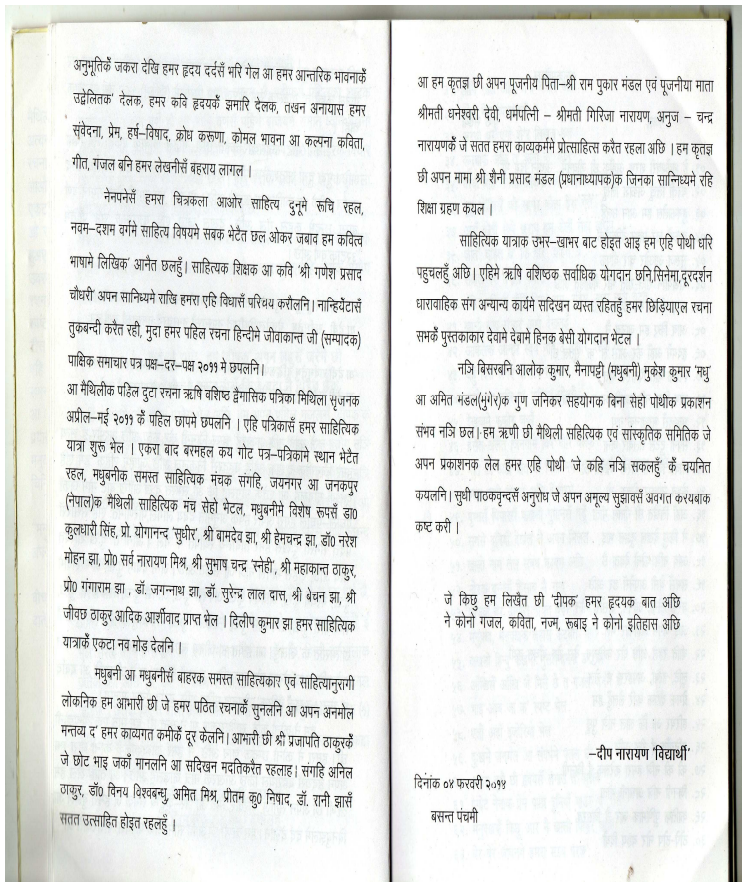 अनुभूतिकेँ जकरा देखि हमर हृदय दर्दसँ भरि गेल आ हमर आन्तरिक भावनाकेँ
उद्वेलितक' देलक, हमर कवि हृदयकेँ झमारि देलक, तखन अनायास हमर
संवेदना, प्रेम, हर्ष-विषाद, क्रोध करूणा, कोमल भावना आ कल्पना कविता,
गीत, गजल बनि हमर लेखनीसँ बहराय लागल ।
नेनपनेसँ हमरा चित्रकला आओर साहित्य दुनूमे रूचि रहल,
नवम-दशम वर्गमे साहित्य विषयमे सबक भेटैत छल ओकर जबाव हम कवित्व
भाषामे लिखिक' आनैत छलहुँ। साहित्यक शिक्षक आ कवि 'श्री गणेश प्रसाद
चौधरी' अपन सानिध्यमे राखि हमरा एहि विधासँ परिचय करौलनि। नान्हियेटासँ
तुकबन्दी करैत रही, मुदा हमर पहिल रचना हिन्दीमे जीवाकान्त जी (सम्पादक)
पाक्षिक समाचार पत्र पक्ष-दर-पक्ष २०११ मे छपलनि।
आ मैथिलीक पहिल दुटा रचना ऋषि वशिष्ठ द्वैमासिक पत्रिका मिथिला सृजनक
अप्रील-मई २०११ केँ पहिल छापमे छपलनि । एहि पत्रिकासँ हमर साहित्यिक
यात्रा शुरू भेल । एकरा बाद बरमहल कय गोट पत्र-पत्रिकामे स्थान भेटैत
रहल, मधुबनीक समस्त साहित्यिक मंचक संगहि, जयनगर आ जनकपुर
(नेपाल)क मैथिली साहित्यिक मंच सेहो भेटल, मधुबनीमे विशेष रूपसँ डा०
कुलधारी सिंह, प्रो. योगानन्द 'सुधीर', श्री बामदेव झा, श्री हेमचन्द्र झा, डॉ० नरेश
मोहन झा, प्रो० सर्व नारायण मिश्र, श्री सुभाष चन्द्र 'स्नेही', श्री महाकान्त ठाकुर,
प्रो० गंगाराम झा , डॉ. जगन्नाथ झा, डॉ. सुरेन्द्र लाल दास, श्री बेचन झा, श्री
जीवछ ठाकुर आदिक आर्शीवाद प्राप्त भेल । दिलीप कुमार झा हमर साहित्यिक
यात्राकेँ एकटा नव मोड़ देलनि ।
मधुबनी आ मधुबनीसँ बाहरक समस्त साहित्यकार एवं साहित्यानुरागी
लोकनिक हम आभारी छी जे हमर पठित रचनाकेँ सुनलनि आ अपन अनमोल
मन्तव्य द' हमर काव्यगत कमीकेँ दूर केलनि। आभारी छी श्री प्रजापति ठाकुरकेँ
जे छोट भाइ जकाँ मानलनि आ सदिखन मदतिकरैत रहलाह। संगहि अनिल
ठाकुर, डॉ० विनय विश्वबन्धु, अमित मिश्र, प्रीतम कु० निषाद, डॉ. रानी झासँ
सतत उत्साहित होइत रहलहुँ ।
आ हम कृतज्ञ छी अपन पूजनीय पिता-श्री राम पुकार मंडल एवं पूजनीया माता
श्रीमती धनेश्वरी देवी, धर्मपत्नि - श्रीमती गिरिजा नारायण, अनुज - चन्द्र
नारायणकेँ जे सतत हमरा काव्यकर्ममे प्रोत्साहित करैत रहला अछि । हम कृतज्ञ
छी अपन मामा श्री शैनी प्रसाद मंडल (प्रधानाध्यापक)क जिनका सान्निध्यमे रहि
शिक्षा ग्रहण कयल ।
साहित्यिक यात्राक उभर-खाभर बाट होइत आइ हम एहि पोथी धरि
पहुचलहुँ अछि। एहिमे ऋषि वशिष्ठक सर्वाधिक योगदान छनि,सिनेमा,दूरदर्शन
धारावाहिक संग अन्यान्य कार्यमे सदिखन व्यस्त रहितहुँ हमर छिड़ियाएल रचना
सभकेँ पुस्तकाकार देवामे देबामे हिनक बेसी योगदान भेटल ।
नञि बिसरबनि आलोक कुमार, मैनापट्टी (मधुबनी) मुकेश कुमार 'मधु'
आ अमित मंडल(मुंगेर)क गुण जनिकर सहयोगक बिना सेहो पोथीक प्रकाशन
संभव नञि छल। हम ऋणी छी मैथिली सहित्यिक एवं सांस्कृतिक समितिक जे
अपन प्रकाशनक लेल हमर एहि पोथी 'जे कहि नञि सकलहुँ' केँ चयनित
कयलनि। सुधी पाठकवृन्दसँ अनुरोध जे अपन अमूल्य सुझावसँ अवगत करयबाक
कष्ट करी ।
जे किछु हम लिखैत छी 'दीपक' हमर हृदयक बात अछि
ने कोनो गजल, कविता, नज्म, रूबाइ ने कोनो इतिहास अछि
-दीप नारायण 'विद्यार्थी'
दिनांक ०४ फरवरी २०१४
बसन्त पंचमी